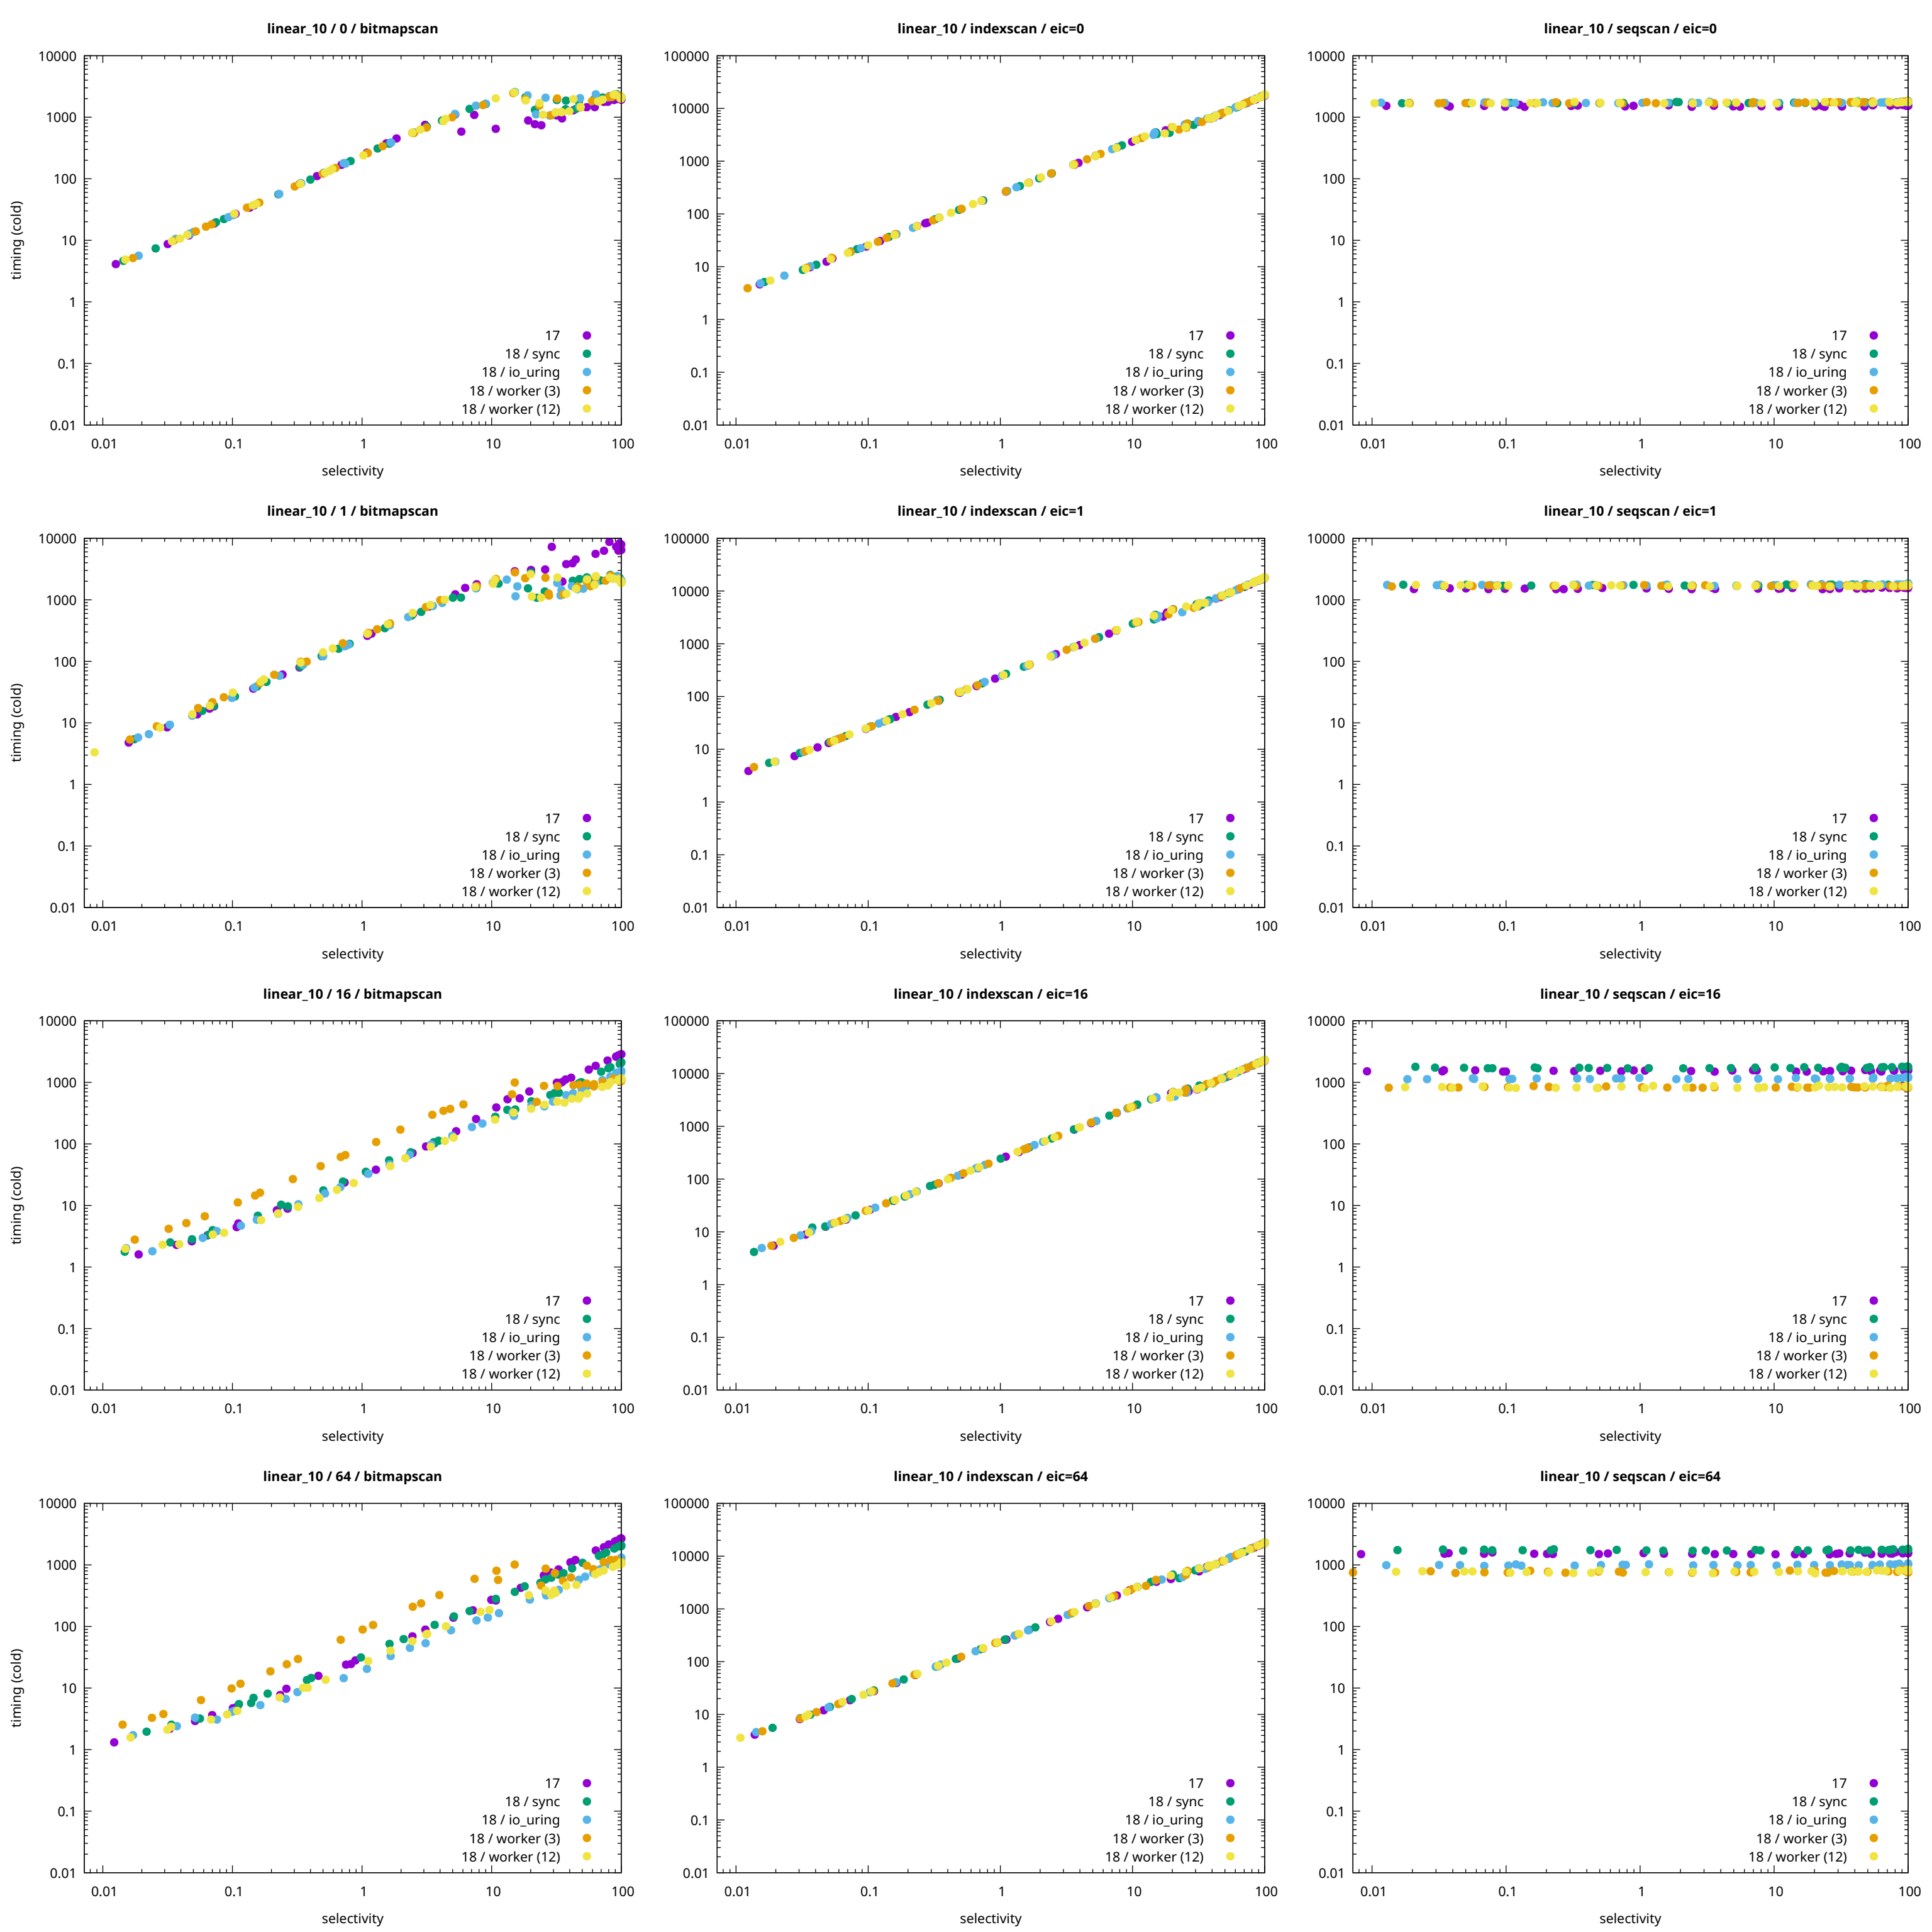 linear_10 / 0 / bitmapscan
timing (cold)
10000
1000
100
10
1
0.1
0.01
17
18 / sync
18 / io_uring
18 / worker (3)
18 / worker (12)
0.01 0.1 1 10 100
selectivity
linear_10 / indexscan / eic=0
100000
10000
1000
100
10
1
0.1
0.01
17
18 / sync
18 / io_uring
18 / worker (3)
18 / worker (12)
0.01 0.1 1 10 100
selectivity
linear_10 / seqscan / eic=0
10000
1000
100
10
1
0.1
0.01
17
18 / sync
18 / io_uring
18 / worker (3)
18 / worker (12)
0.01 0.1 1 10 100
selectivity
linear_10 / 1 / bitmapscan
timing (cold)
10000
1000
100
10
1
0.1
0.01
17
18 / sync
18 / io_uring
18 / worker (3)
18 / worker (12)
0.01 0.1 1 10 100
selectivity
linear_10 / indexscan / eic=1
100000
10000
1000
100
10
1
0.1
0.01
17
18 / sync
18 / io_uring
18 / worker (3)
18 / worker (12)
0.01 0.1 1 10 100
selectivity
linear_10 / seqscan / eic=1
10000
1000
100
10
1
0.1
0.01
17
18 / sync
18 / io_uring
18 / worker (3)
18 / worker (12)
0.01 0.1 1 10 100
selectivity
linear_10 / 16 / bitmapscan
timing (cold)
10000
1000
100
10
1
0.1
0.01
17
18 / sync
18 / io_uring
18 / worker (3)
18 / worker (12)
0.01 0.1 1 10 100
selectivity
linear_10 / indexscan / eic=16
100000
10000
1000
100
10
1
0.1
0.01
17
18 / sync
18 / io_uring
18 / worker (3)
18 / worker (12)
0.01 0.1 1 10 100
selectivity
linear_10 / seqscan / eic=16
10000
1000
100
10
1
0.1
0.01
17
18 / sync
18 / io_uring
18 / worker (3)
18 / worker (12)
0.01 0.1 1 10 100
selectivity
linear_10 / 64 / bitmapscan
timing (cold)
10000
1000
100
10
1
0.1
0.01
17
18 / sync
18 / io_uring
18 / worker (3)
18 / worker (12)
0.01 0.1 1 10 100
selectivity
linear_10 / indexscan / eic=64
100000
10000
1000
100
10
1
0.1
0.01
17
18 / sync
18 / io_uring
18 / worker (3)
18 / worker (12)
0.01 0.1 1 10 100
selectivity
linear_10 / seqscan / eic=64
10000
1000
100
10
1
0.1
0.01
17
18 / sync
18 / io_uring
18 / worker (3)
18 / worker (12)
0.01 0.1 1 10 100
selectivity